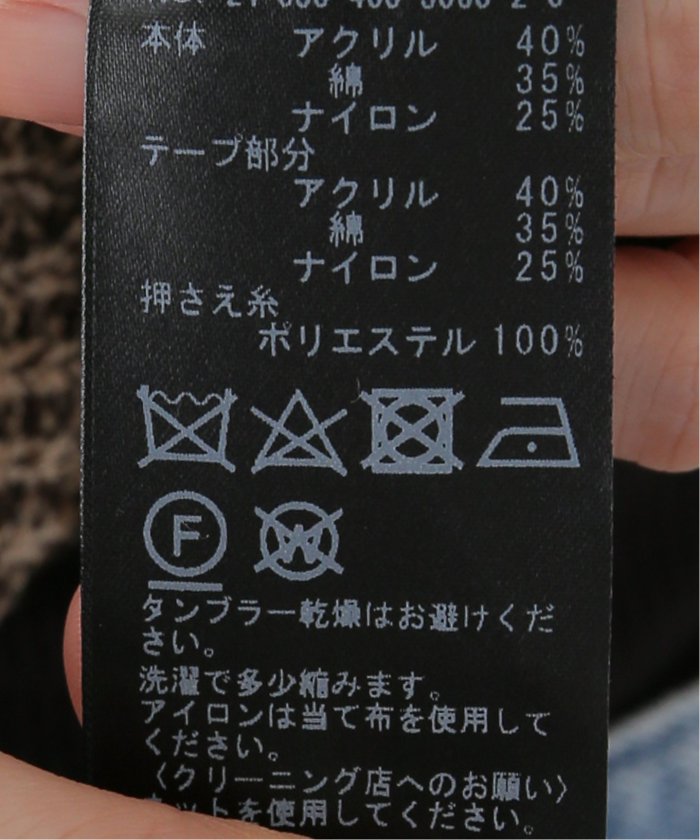 本体 アクリル 40%
綿 35%
ナイロン 25%
テープ部分
アクリル 40%
綿 35%
ナイロン 25%
押さえ糸
ポリエステル 100%
F W
タンブラー乾燥はお避けくだ
さい。
洗濯で多少縮みます。
アイロンは当て布を使用して
ください。
〈クリーニング店へのお願い〉
ネットを使用してください。